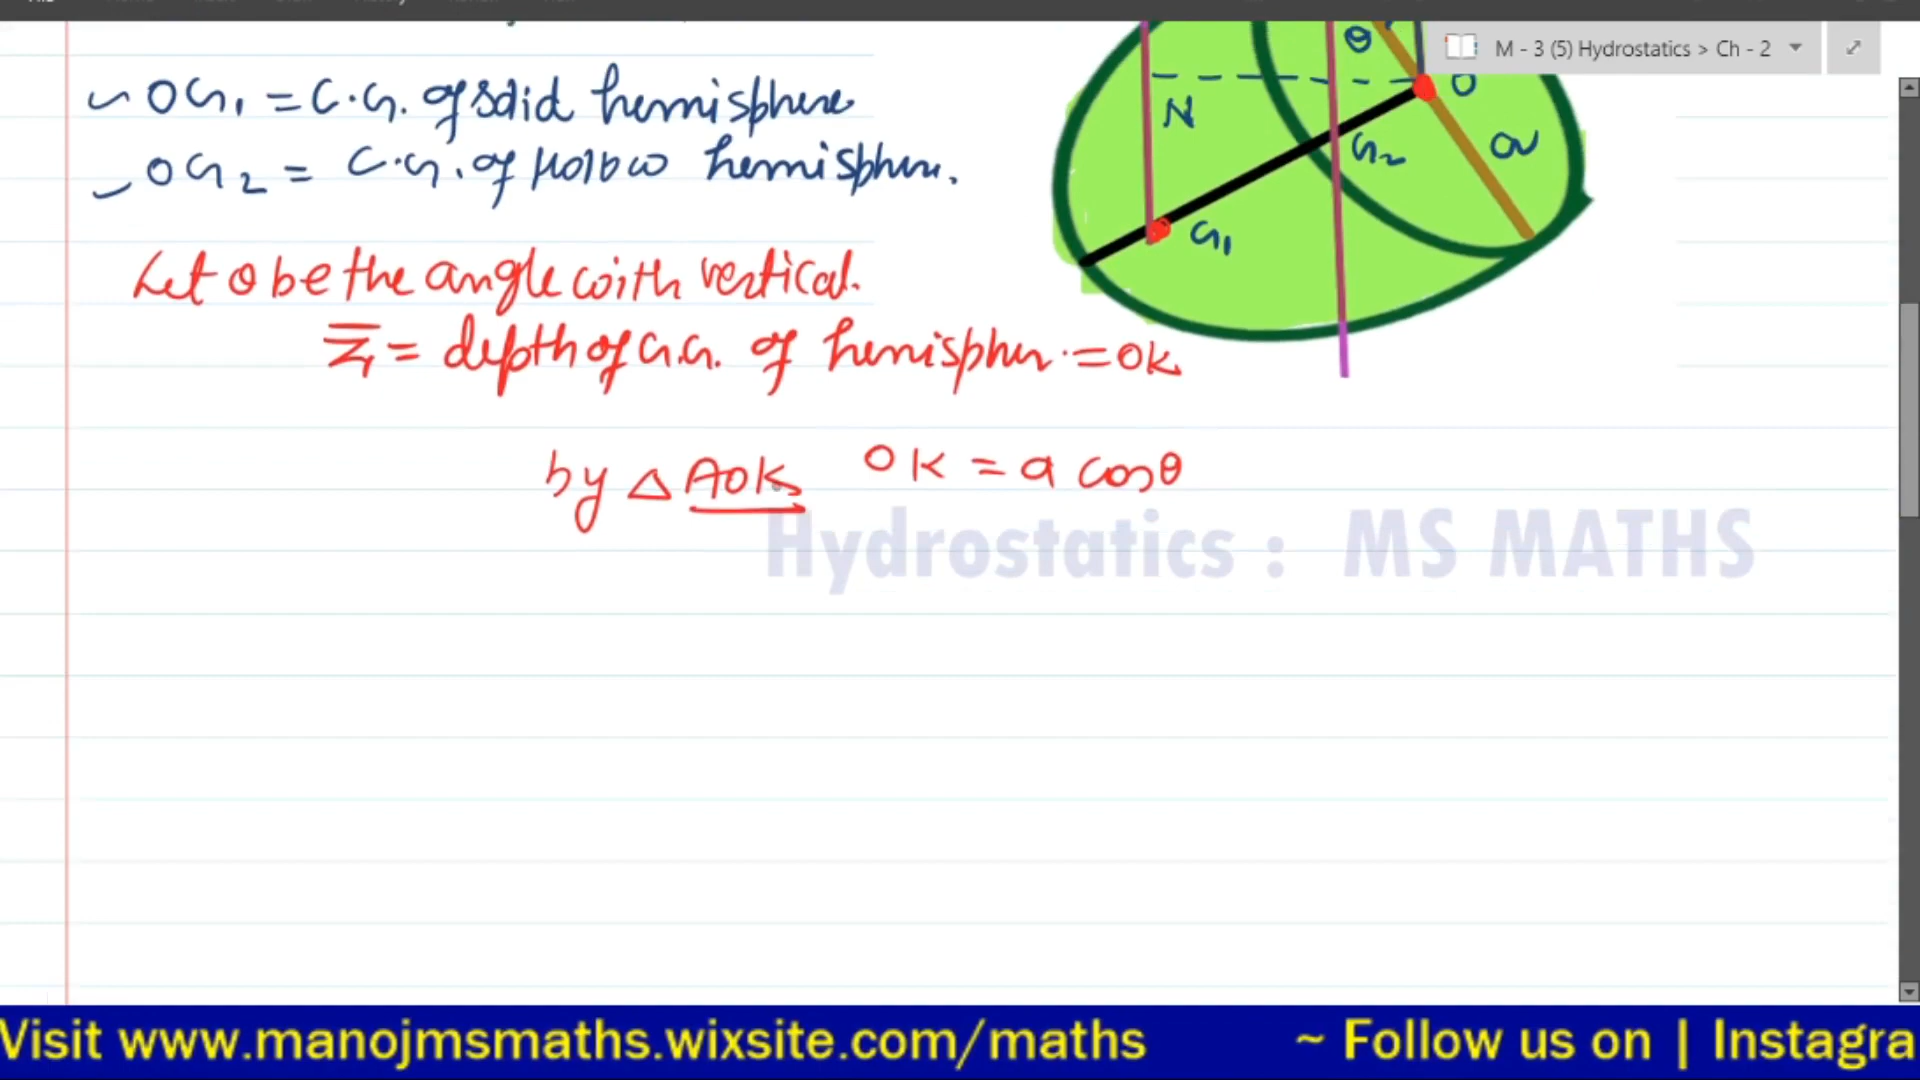 M - 3 (5) Hydrostatics > Ch - 2
OG₁ = C.G. of solid hemisphere
OG₂ = C.G. of Hollow hemispher.
Let θ be the angle with vertical.
Z̅₁ = depth of G.G. of hemispher. = OK
by △ AOK OK = a cosθ
θ
O
N
G₂
a
G₁
Hydrostatics : MS MATHS
Visit www.manojmsmaths.wixsite.com/maths ~ Follow us on | Instagra